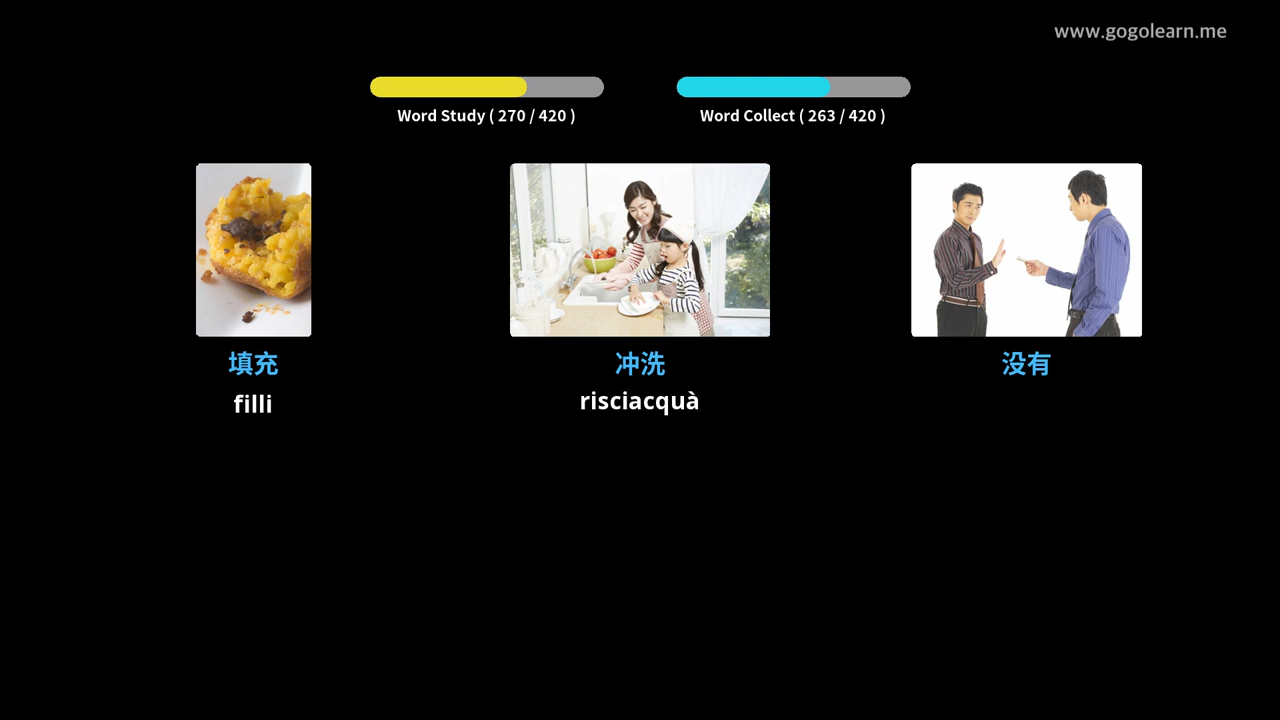 www.gogolearn.me
Word Study ( 270 / 420 )
Word Collect ( 263 / 420 )
填充
冲洗
没有
filli
risciacquà